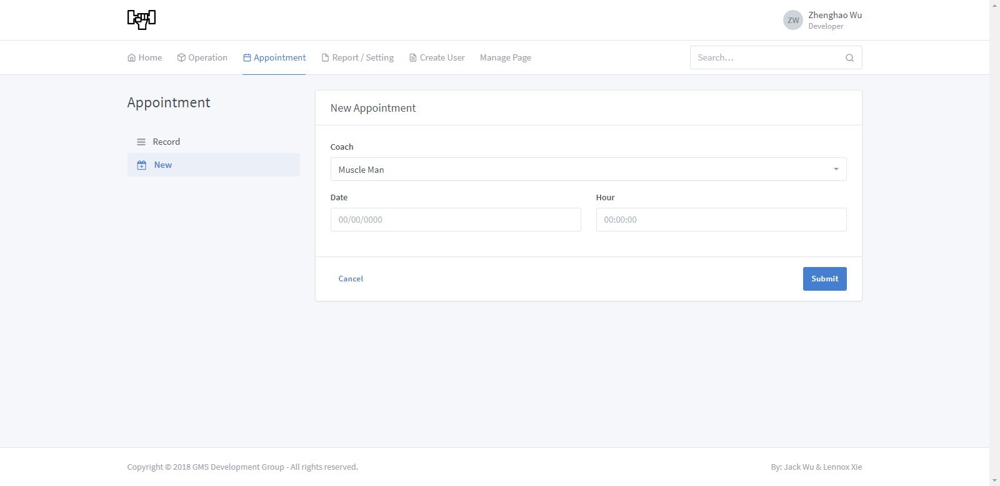 ZW
Zhenghao Wu
Developer
Home Operation Appointment Report / Setting Create User Manage Page Search...
Appointment
Record
New
New Appointment
Coach
Muscle Man
Date Hour
00/00/0000 00:00:00
Cancel Submit
Copyright © 2018 GMS Development Group - All rights reserved. By: Jack Wu & Lennox Xie